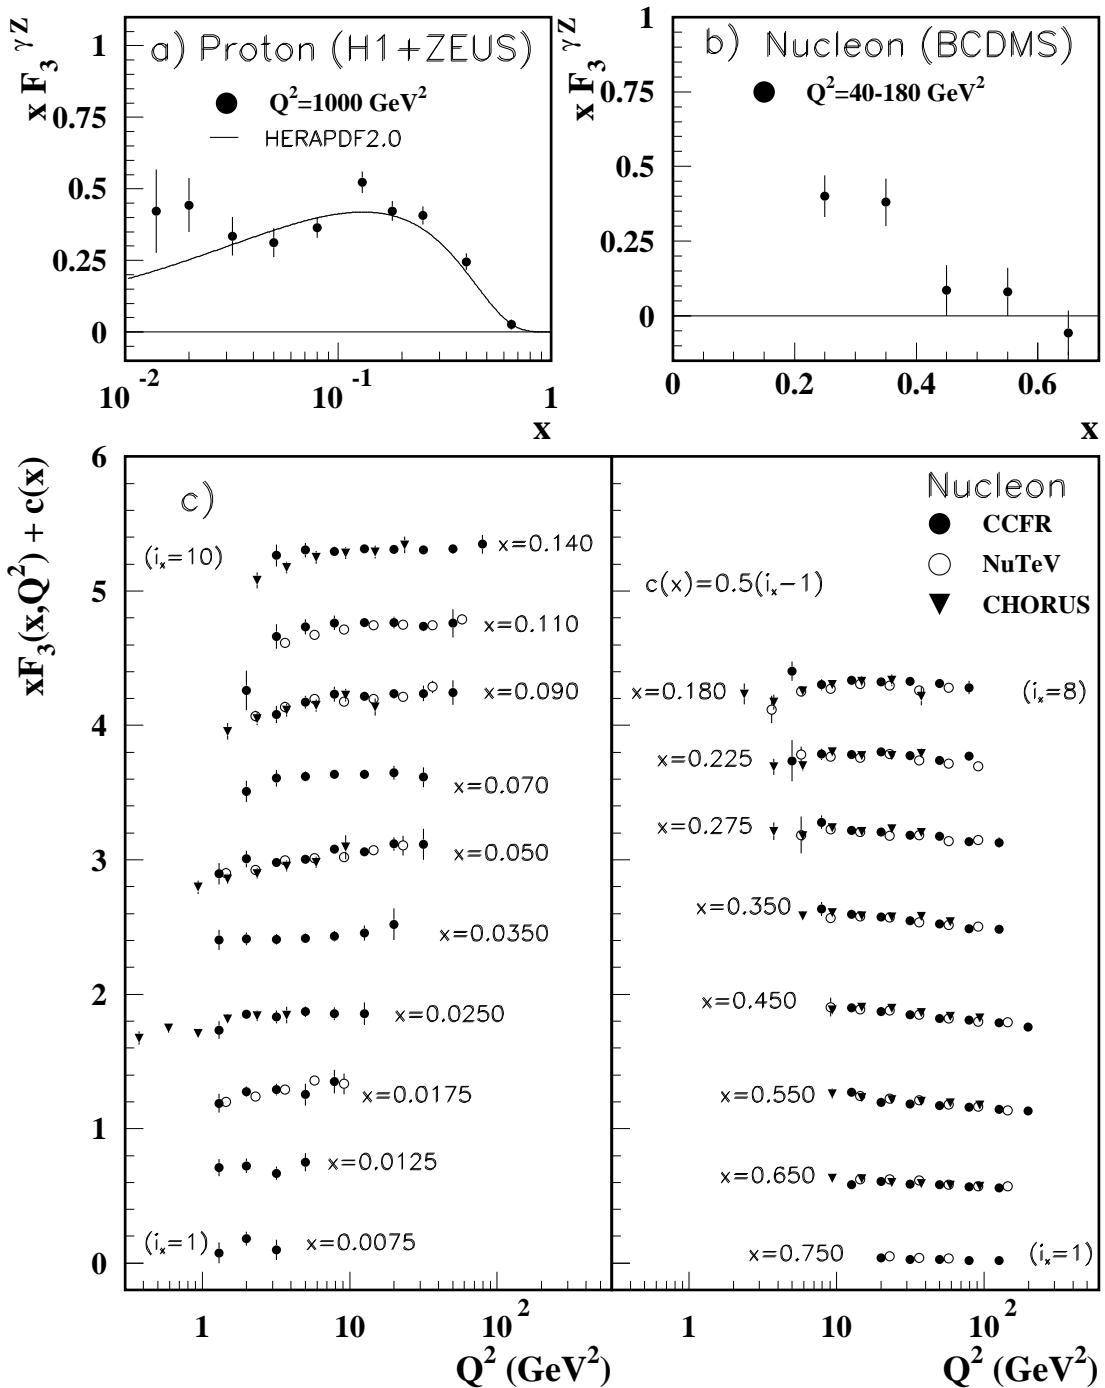 a) Proton (H1+ZEUS)
Q²=1000 GeV²
HERAPDF2.0
x F₃ γZ
1
0.75
0.5
0.25
0
10⁻²
10⁻¹
1
x
b) Nucleon (BCDMS)
Q²=40-180 GeV²
x F₃ γZ
1
0.75
0.5
0.25
0
0
0.2
0.4
0.6
x
xF₃(x,Q²) + c(x)
6
5
4
3
2
1
0
c)
(iₓ=10)
x=0.140
x=0.110
x=0.090
x=0.070
x=0.050
x=0.0350
x=0.0250
x=0.0175
x=0.0125
(iₓ=1)
x=0.0075
1
10
10²
Q² (GeV²)
Nucleon
CCFR
NuTeV
CHORUS
c(x)=0.5(iₓ−1)
x=0.180
(iₓ=8)
x=0.225
x=0.275
x=0.350
x=0.450
x=0.550
x=0.650
x=0.750
(iₓ=1)
1
10
10²
Q² (GeV²)